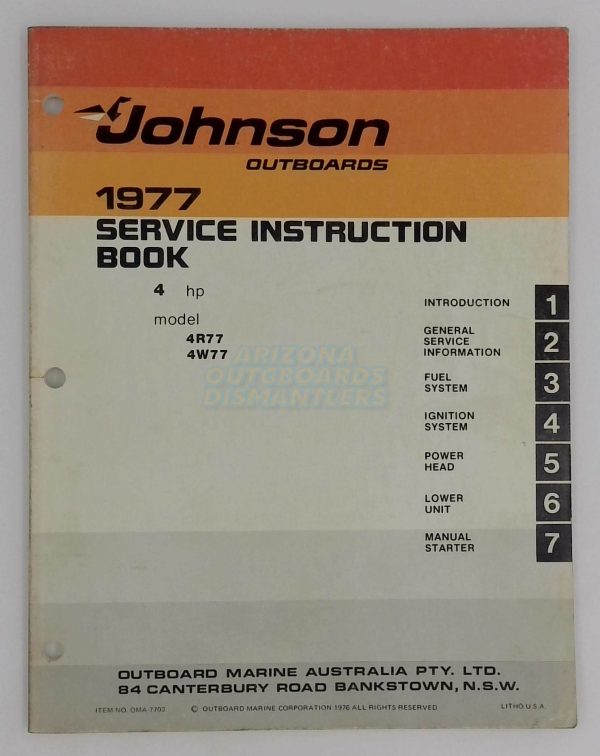 Johnson
OUTBOARDS
1977
SERVICE INSTRUCTION
BOOK
4 hp
model
4R77
4W77
ARIZONA
OUTGBOARDS
DISMANTLERS
INTRODUCTION 1
GENERAL
SERVICE
INFORMATION 2
FUEL
SYSTEM 3
IGNITION
SYSTEM 4
POWER
HEAD 5
LOWER
UNIT 6
MANUAL
STARTER 7
OUTBOARD MARINE AUSTRALIA PTY. LTD.
84 CANTERBURY ROAD BANKSTOWN, N.S.W.
ITEM NO. OMA-7703 © OUTBOARD MARINE CORPORATION 1976 ALL RIGHTS RESERVED LITHO U.S.A.